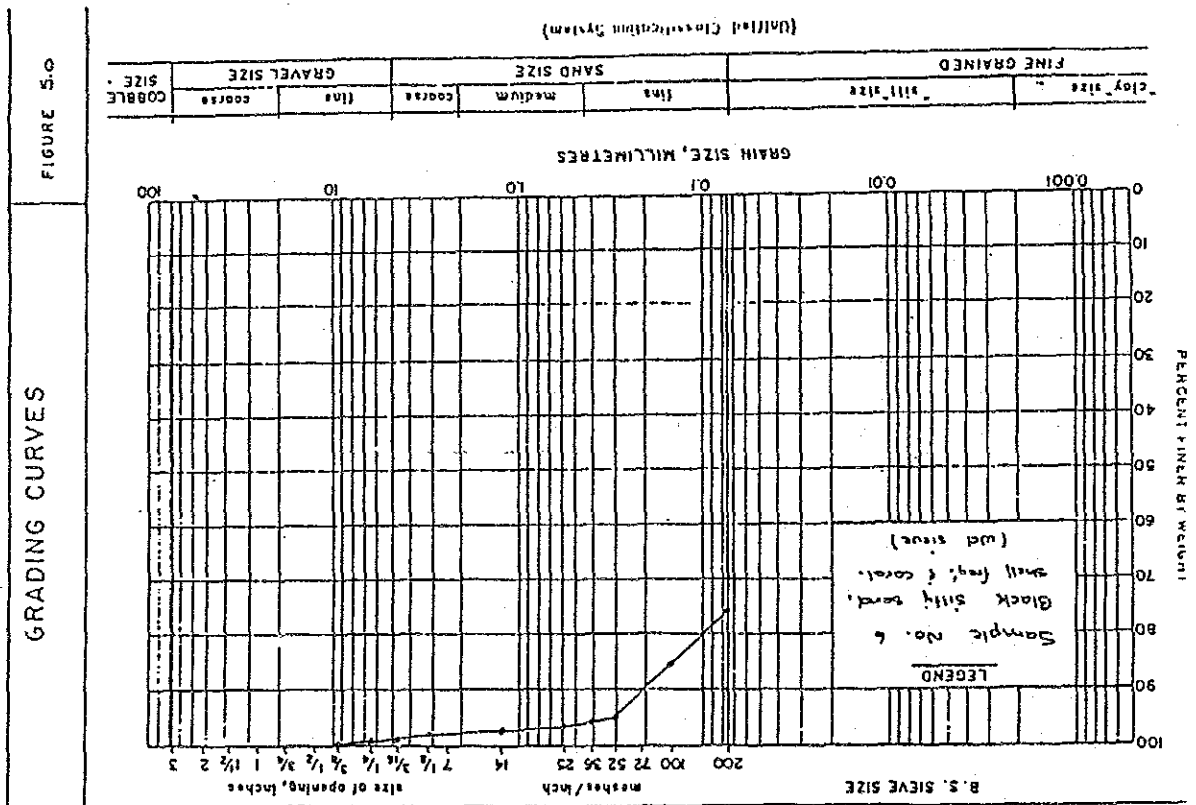 GRADING CURVES
FIGURE 5.0
B. S. SIEVE SIZE
meshes/inch
size of opening, inches
200 100 72 52 36 25 14 7 1/8 3/16 1/4 3/8 1/2 3/4 1 1½ 2 3
PERCENT FINER BY WEIGHT
100
90
80
70
60
50
40
30
20
10
0
LEGEND
Sample No. 6
Black silty sand,
shell frag. & coral.
(wet sieve)
0.001 0.01 0.1 1.0 10 100
GRAIN SIZE, MILLIMETRES
"clay" size "silt" size fine medium coarse fine coarse COBBLE SIZE
FINE GRAINED SAND SIZE GRAVEL SIZE
(Unified Classification System)